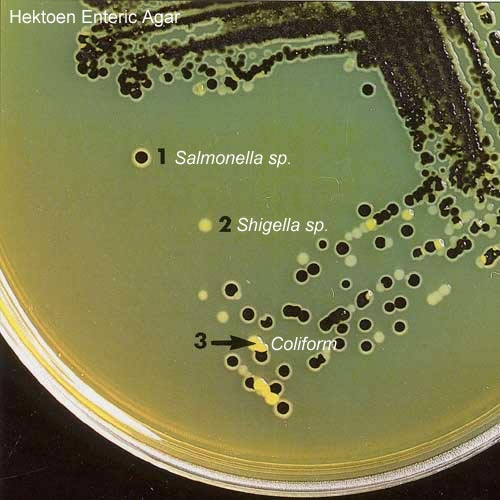 Hektoen Enteric Agar
1 Salmonella sp.
2 Shigella sp.
3 Coliform